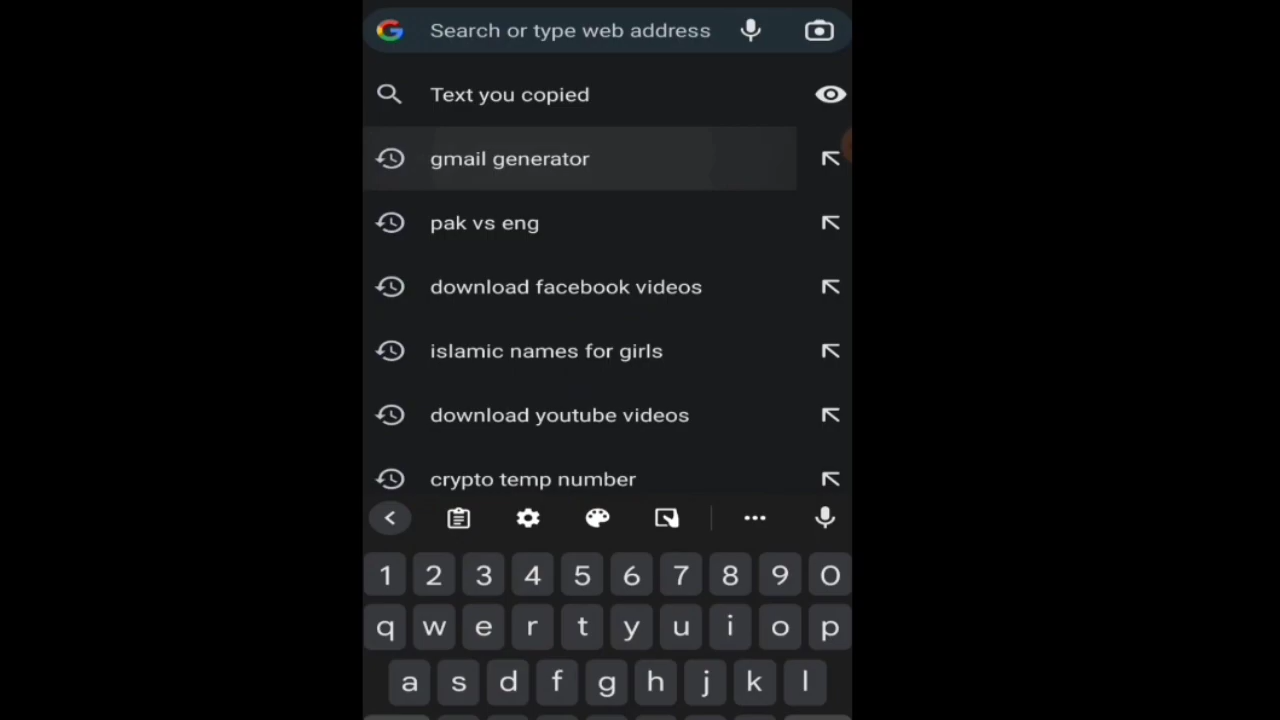 Search or type web address
Text you copied
gmail generator
pak vs eng
download facebook videos
islamic names for girls
download youtube videos
crypto temp number
1 2 3 4 5 6 7 8 9 0
q w e r t y u i o p
a s d f g h j k l